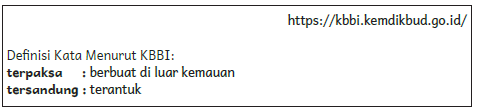 https://kbbi.kemdikbud.go.id/
Definisi Kata Menurut KBBI:
terpaksa : berbuat di luar kemauan
tersandung : terantuk